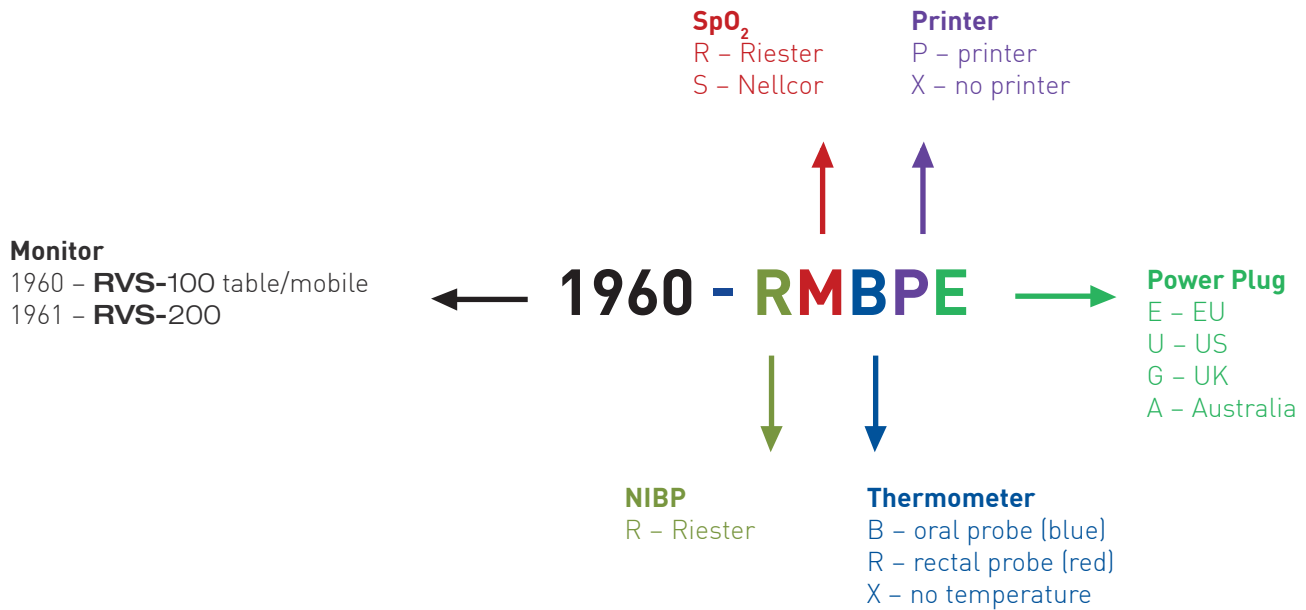 SpO₂
R – Riester
S – Nellcor
Printer
P – printer
X – no printer
Monitor
1960 – RVS-100 table/mobile
1961 – RVS-200
1960 - RMBPE
Power Plug
E – EU
U – US
G – UK
A – Australia
NIBP
R – Riester
Thermometer
B – oral probe (blue)
R – rectal probe (red)
X – no temperature